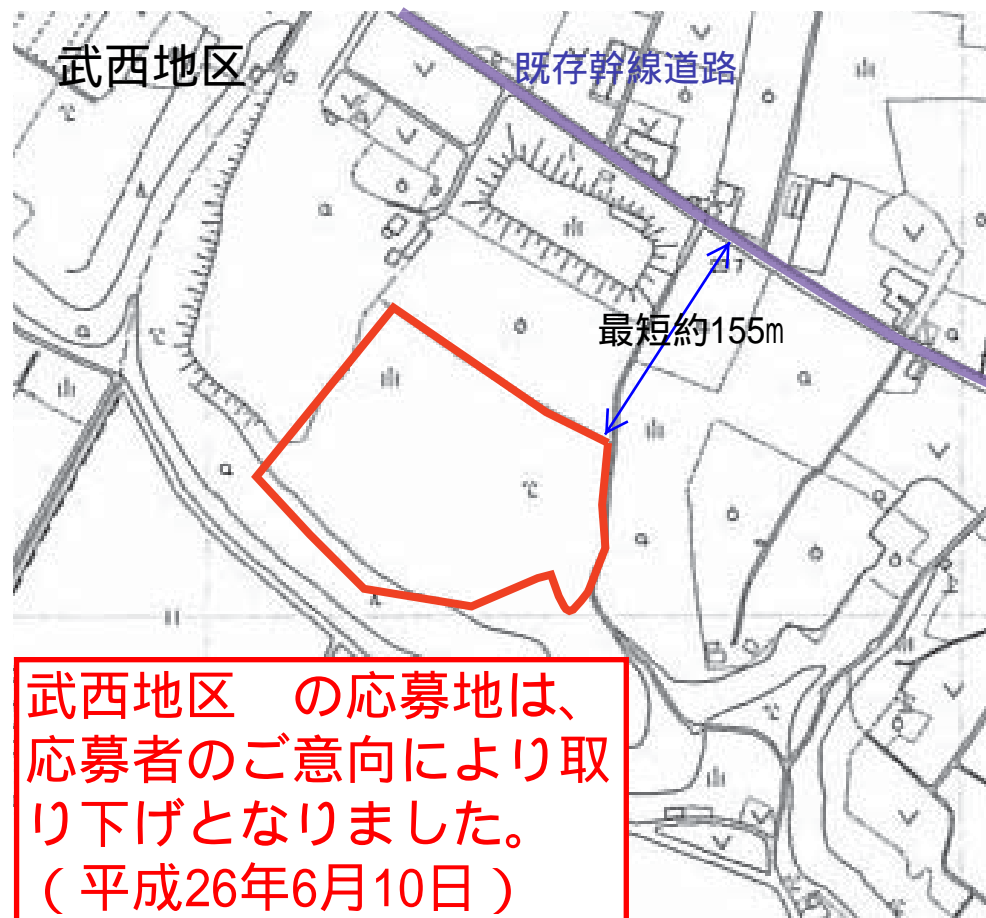 武西地区
既存幹線道路
最短約155m
武西地区　の応募地は、
応募者のご意向により取
り下げとなりました。
（平成26年6月10日）